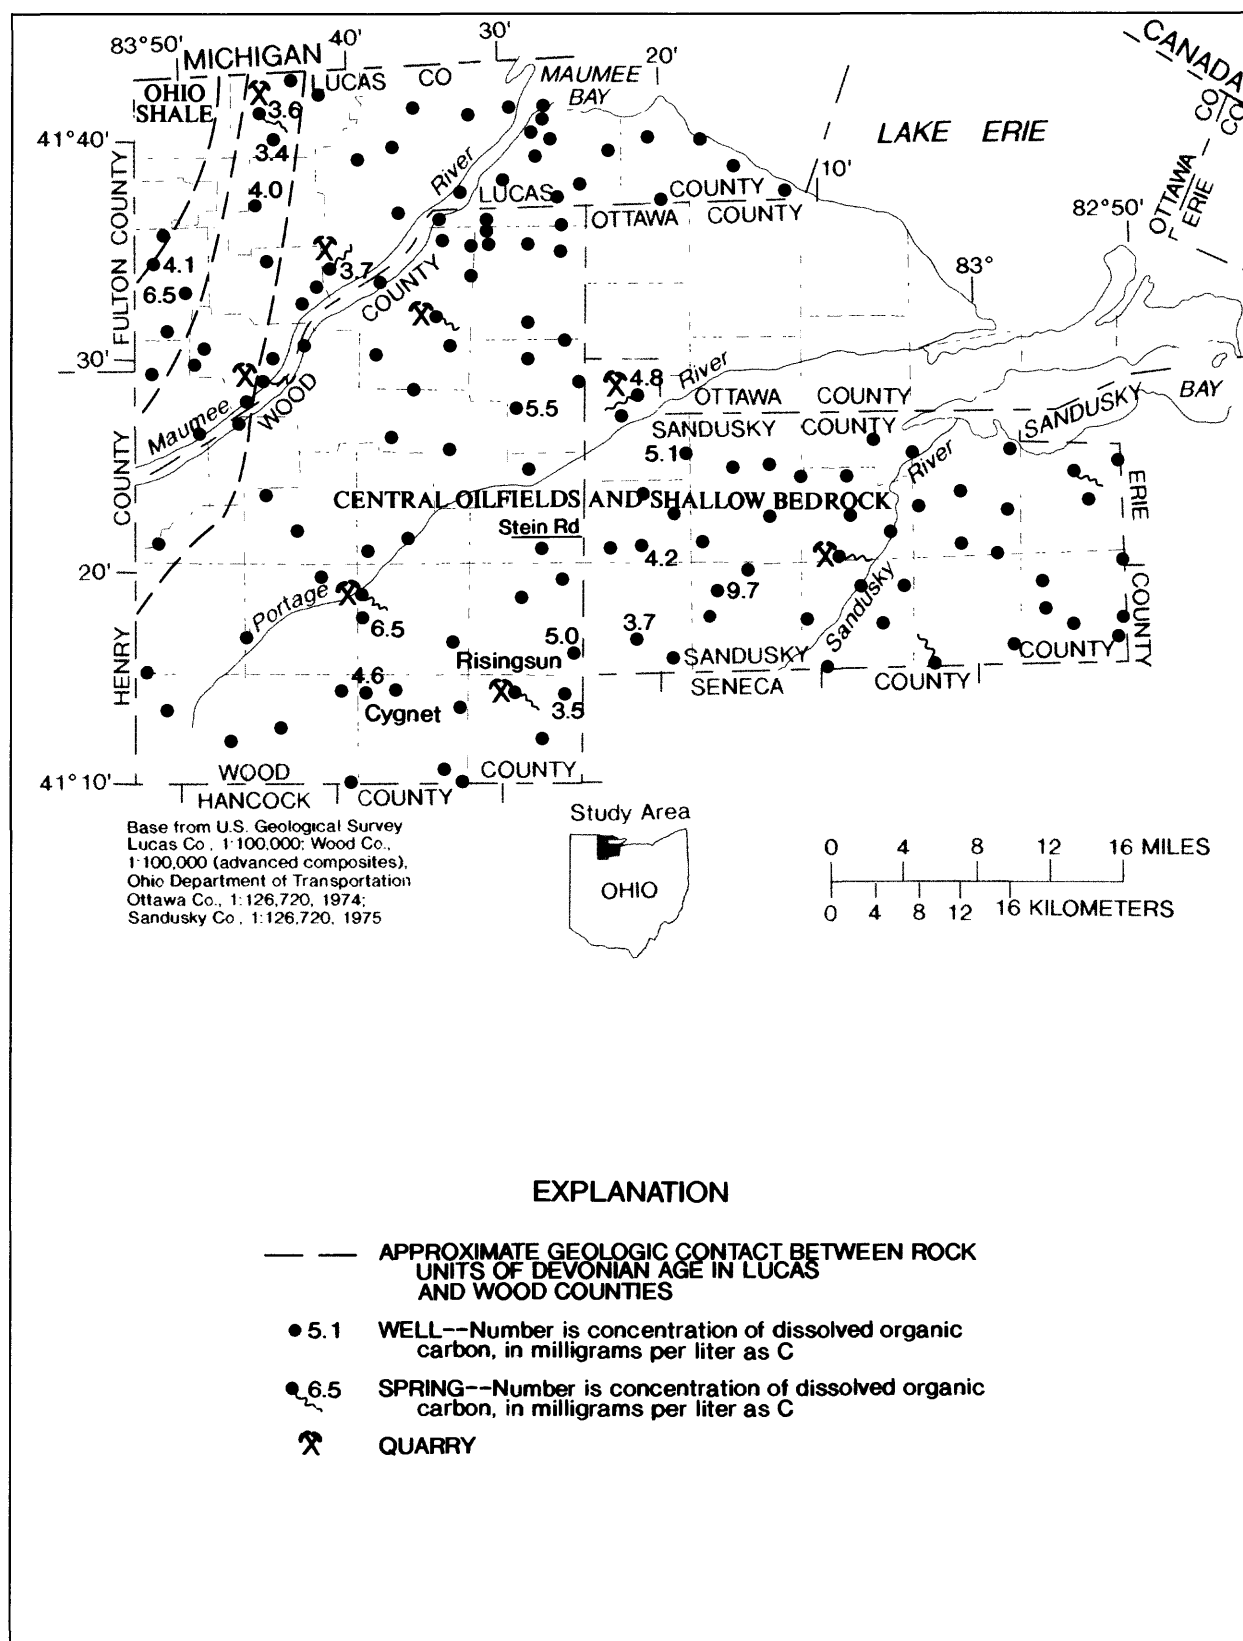 83°50'
40'
30'
20'
MICHIGAN
LUCAS CO
MAUMEE
BAY
CANADA
OHIO
SHALE
3.6
LAKE ERIE
CO
CO
41°40'
3.4
River
10'
OTTAWA
ERIE
4.0
LUCAS COUNTY
OTTAWA COUNTY
82°50'
FULTON COUNTY
4.1
3.7
COUNTY
83°
6.5
30'
WOOD
4.8
River
Maumee
5.5
OTTAWA COUNTY
SANDUSKY COUNTY
SANDUSKY BAY
5.1
River
HENRY COUNTY
CENTRAL OILFIELDS AND SHALLOW BEDROCK
ERIE COUNTY
Stein Rd
4.2
20'
Portage
9.7
Sandusky
6.5
5.0
3.7
Risingsun
SANDUSKY COUNTY
4.6
SENECA COUNTY
Cygnet
3.5
41°10'
WOOD COUNTY
HANCOCK COUNTY
Base from U.S. Geological Survey
Lucas Co., 1:100,000; Wood Co.,
1:100,000 (advanced composites),
Ohio Department of Transportation
Ottawa Co., 1:126,720, 1974;
Sandusky Co., 1:126,720, 1975
Study Area
OHIO
0 4 8 12 16 MILES
0 4 8 12 16 KILOMETERS
EXPLANATION
APPROXIMATE GEOLOGIC CONTACT BETWEEN ROCK
UNITS OF DEVONIAN AGE IN LUCAS
AND WOOD COUNTIES
5.1 WELL--Number is concentration of dissolved organic
carbon, in milligrams per liter as C
6.5 SPRING--Number is concentration of dissolved organic
carbon, in milligrams per liter as C
QUARRY